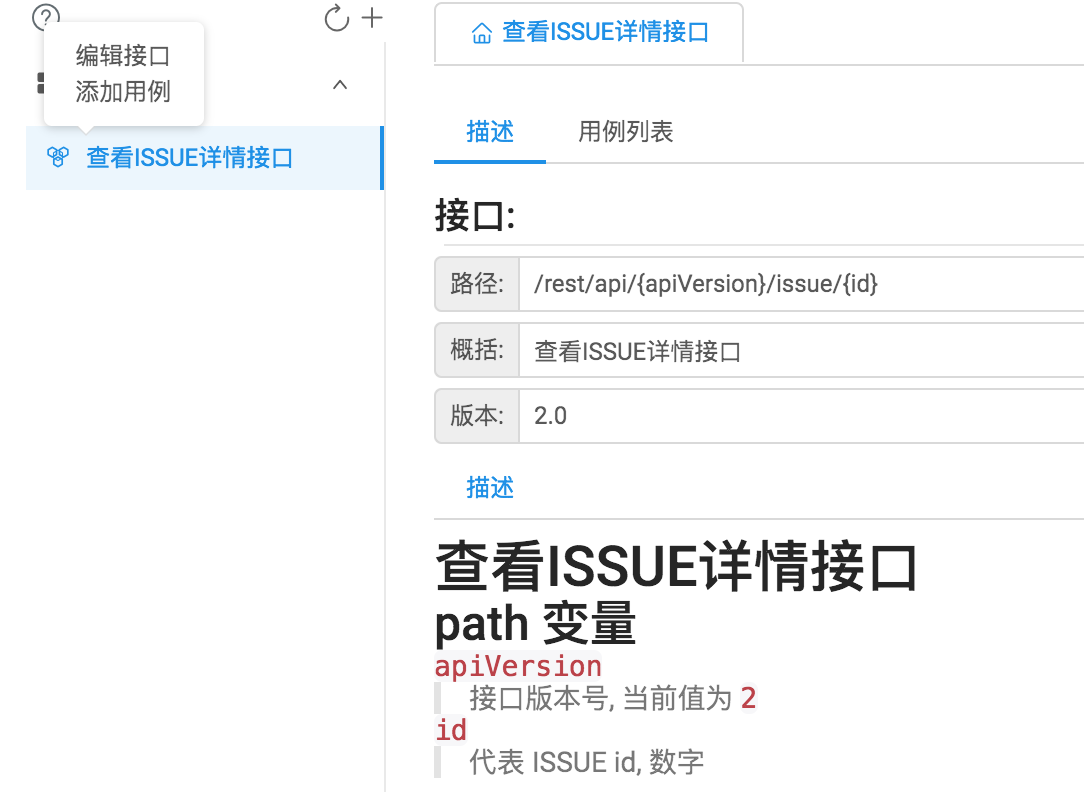 编辑接口
添加用例
查看ISSUE详情接口
查看ISSUE详情接口
描述 用例列表
接口:
路径: /rest/api/{apiVersion}/issue/{id}
概括: 查看ISSUE详情接口
版本: 2.0
描述
查看ISSUE详情接口
path 变量
apiVersion
接口版本号, 当前值为 2
id
代表 ISSUE id, 数字